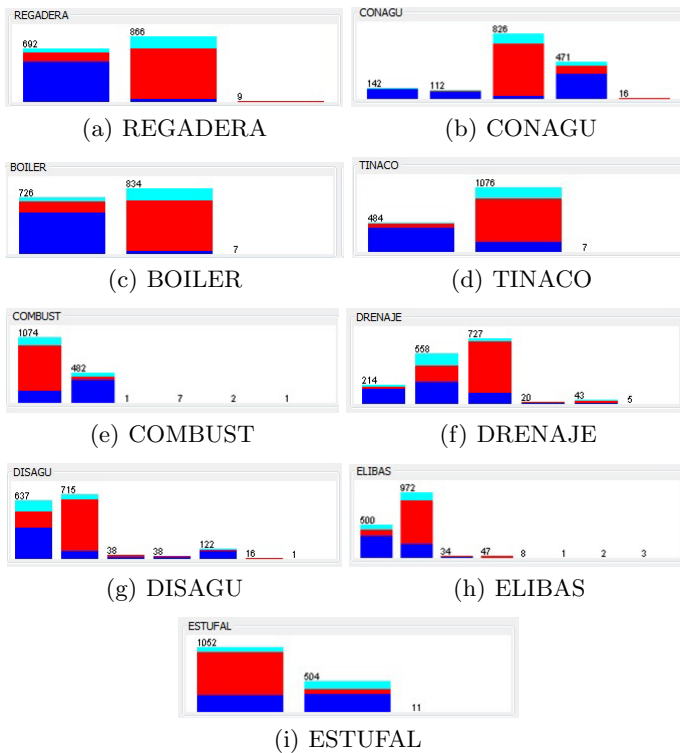 REGADERA
692
866
9
(a) REGADERA
CONAGU
142
112
826
471
16
(b) CONAGU
BOILER
726
834
7
(c) BOILER
TINACO
484
1076
7
(d) TINACO
COMBUST
1074
482
1
7
2
1
(e) COMBUST
DRENAJE
214
558
727
20
43
5
(f) DRENAJE
DISAGU
637
715
38
38
122
16
1
(g) DISAGU
ELIBAS
500
972
34
47
8
1
2
3
(h) ELIBAS
ESTUFAL
1052
504
11
(i) ESTUFAL